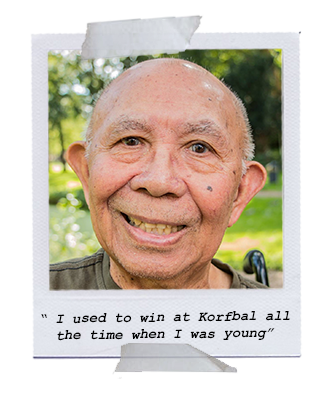 “ I used to win at Korfbal all
the time when I was young”